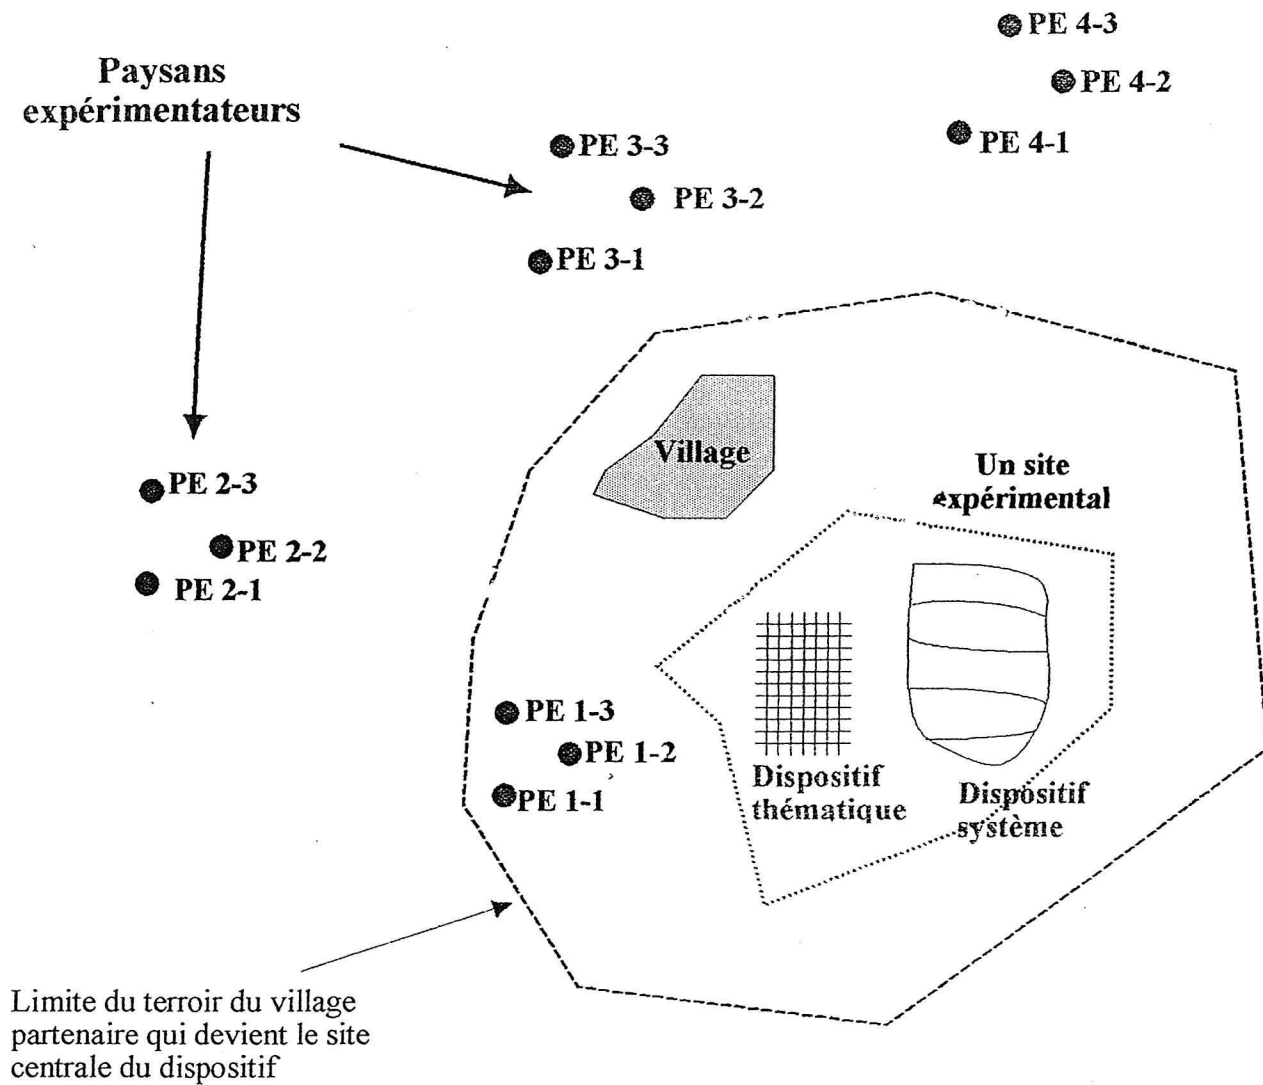 PE 4-3
Paysans
expérimentateurs
PE 4-2
PE 4-1
PE 3-3
PE 3-2
PE 3-1
Village
Un site
expérimental
PE 2-3
PE 2-2
PE 2-1
PE 1-3
PE 1-2
PE 1-1
Dispositif
thématique
Dispositif
système
Limite du terroir du village
partenaire qui devient le site
centrale du dispositif